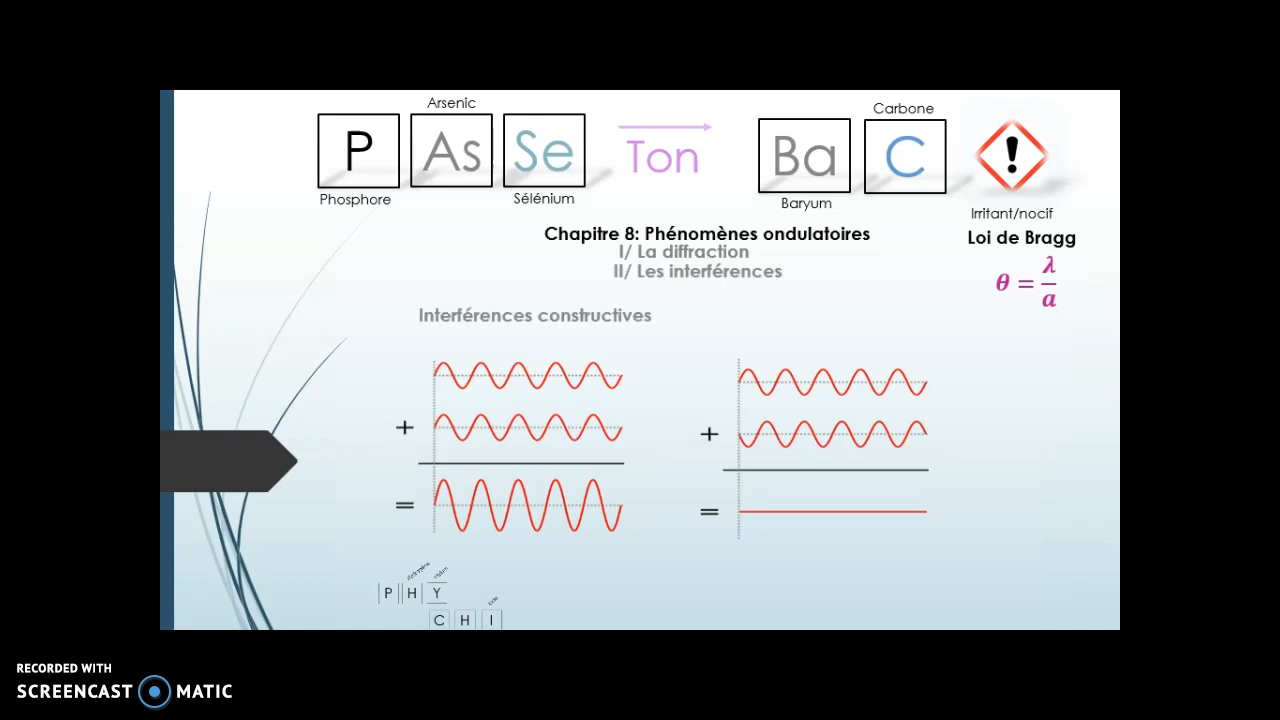 Arsenic
Carbone
P As Se Ton Ba C !
Phosphore
Sélénium
Baryum
Irritant/nocif
Chapitre 8: Phénomènes ondulatoires
I/ La diffraction
II/ Les interférences
Loi de Bragg
θ = λ/a
Interférences constructives
+
+
=
=
P H Y
C H I
RECORDED WITH
SCREENCAST MATIC